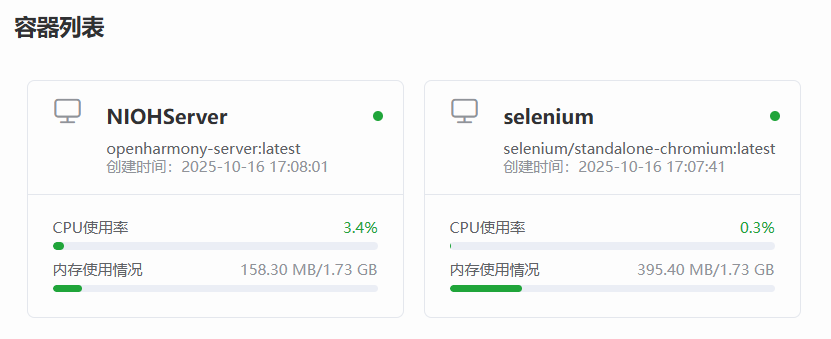 容器列表
NIOHServer
openharmony-server:latest
创建时间：2025-10-16 17:08:01
CPU使用率 3.4%
内存使用情况 158.30 MB/1.73 GB
selenium
selenium/standalone-chromium:latest
创建时间：2025-10-16 17:07:41
CPU使用率 0.3%
内存使用情况 395.40 MB/1.73 GB